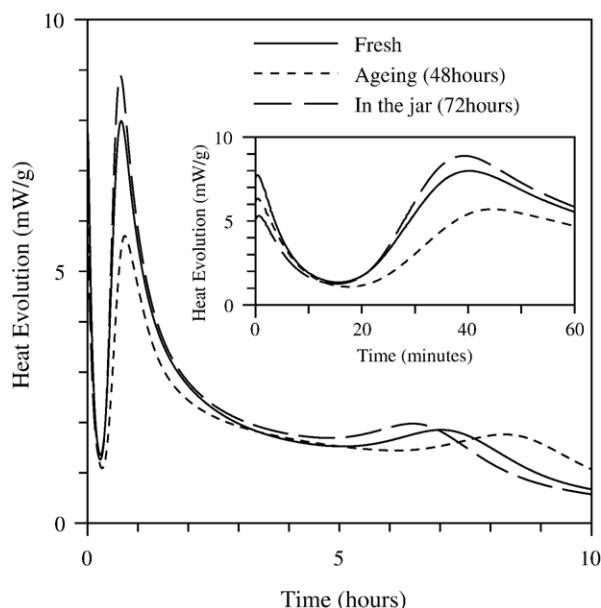 10
Fresh
Ageing (48hours)
In the jar (72hours)
10
5
0
0
20
40
60
Heat Evolution (mW/g)
Time (minutes)
5
0
0
5
10
Heat Evolution (mW/g)
Time (hours)